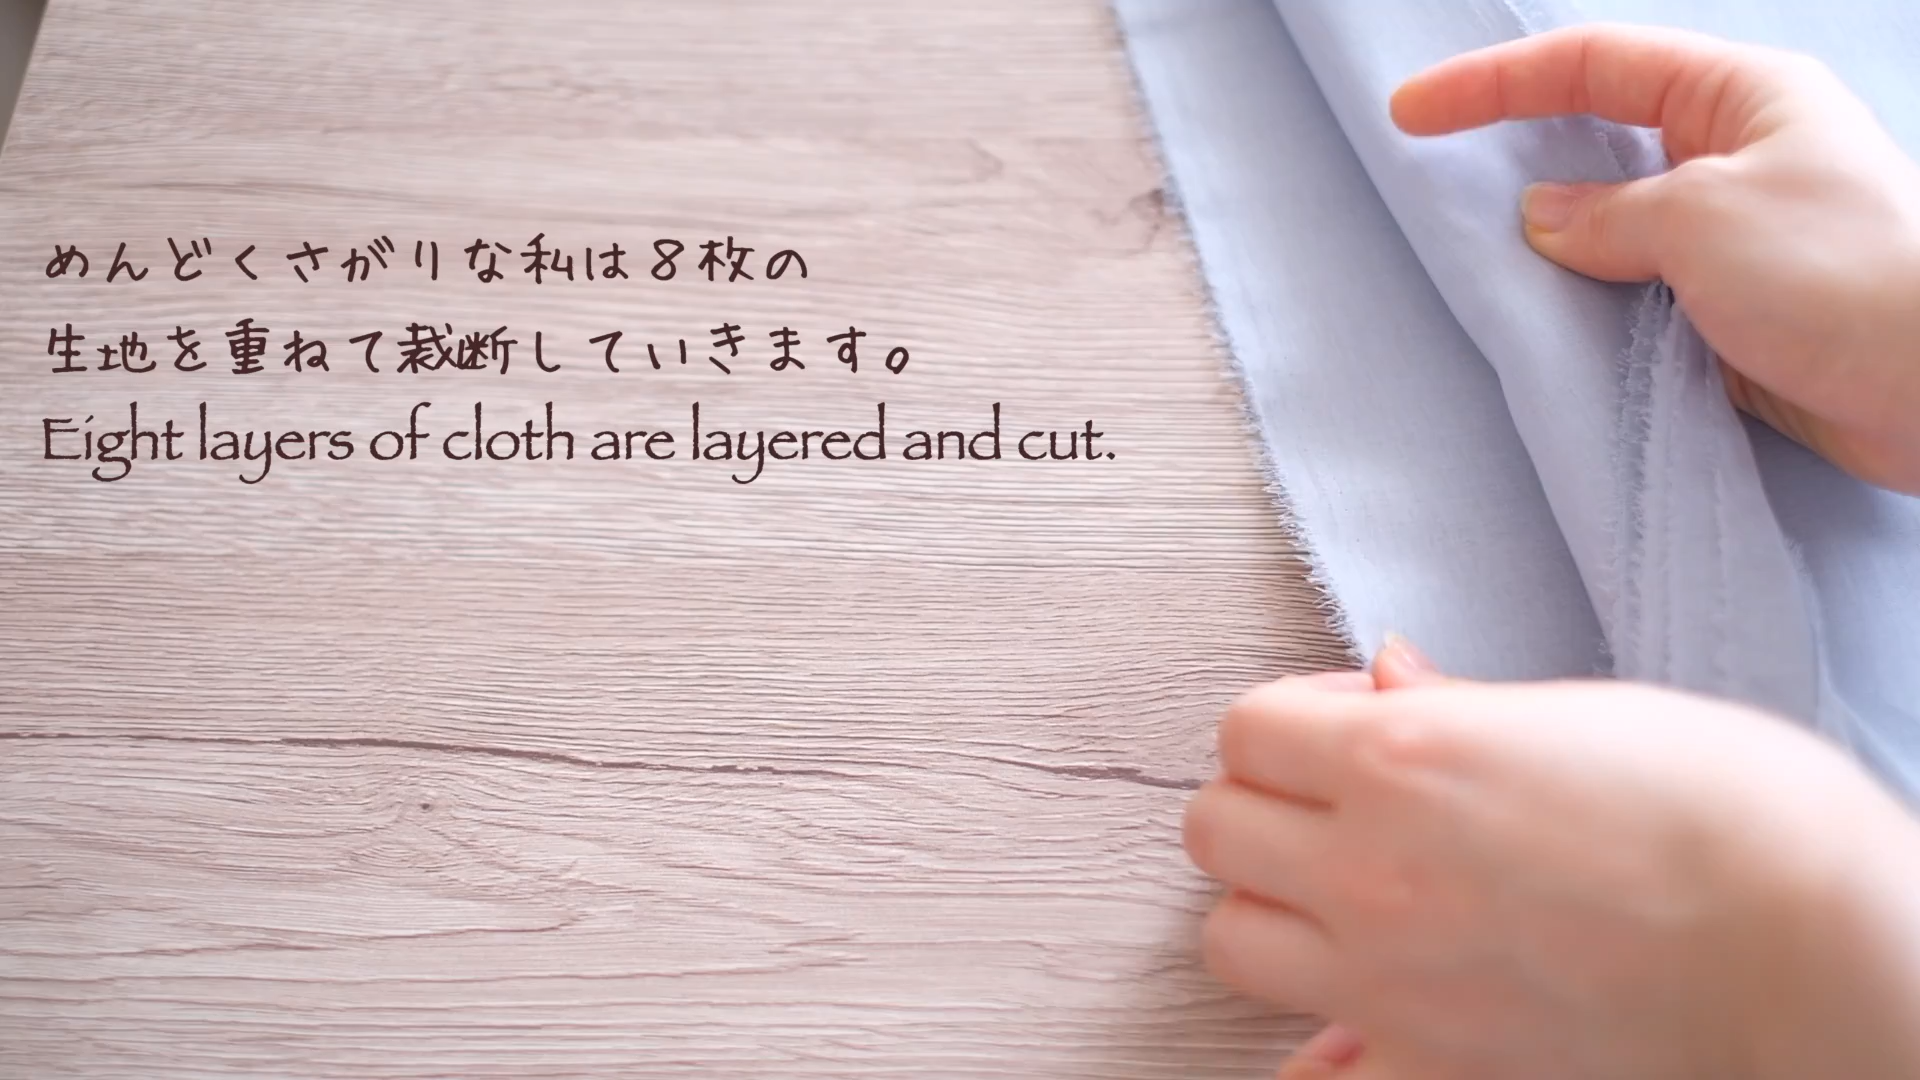 めんどくさがりな私は８枚の
生地を重ねて裁断していきます。
Eight layers of cloth are layered and cut.